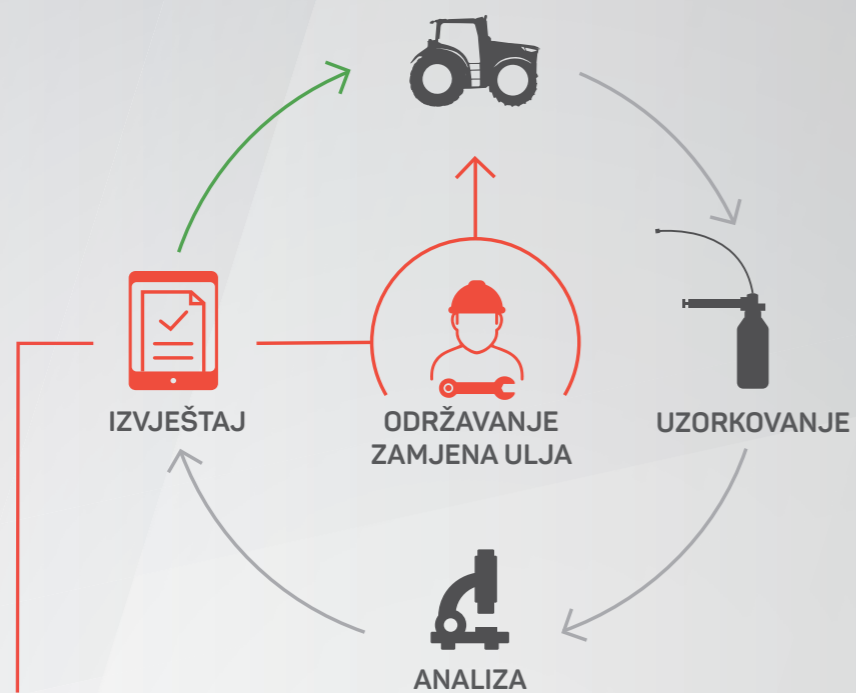 IZVJEŠTAJ
ODRŽAVANJE
ZAMJENA ULJA
UZORKOVANJE
ANALIZA